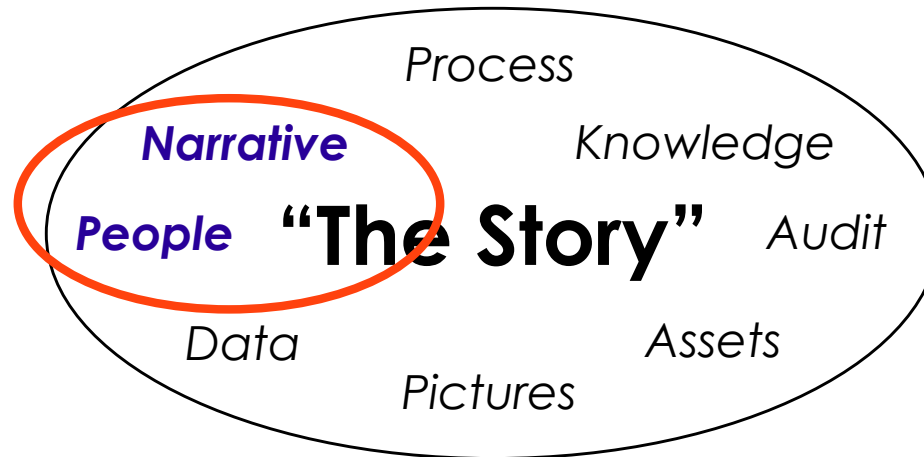 Process
Narrative
Knowledge
People
“The Story”
Audit
Data
Assets
Pictures